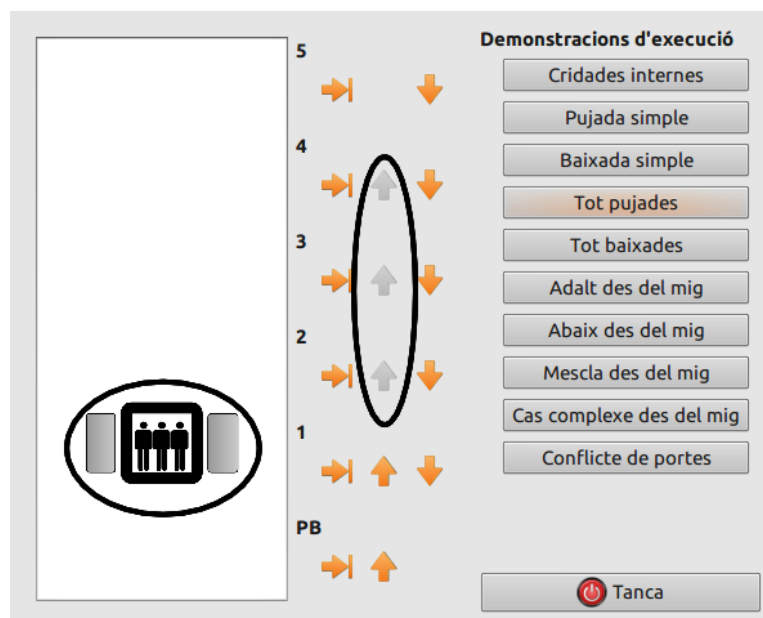 Demonstracions d'execució
5
4
3
2
1
PB
Cridades internes
Pujada simple
Baixada simple
Tot pujades
Tot baixades
Adalt des del mig
Abaix des del mig
Mescla des del mig
Cas complexe des del mig
Conflicte de portes
Tanca